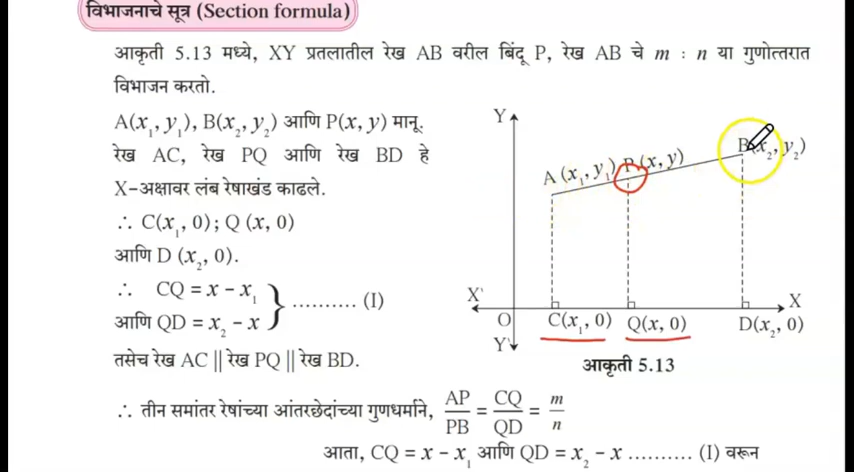 विभाजनाचे सूत्र (Section formula)
आकृती 5.13 मध्ये, XY प्रतलातील रेख AB वरील बिंदू P, रेख AB चे m : n या गुणोत्तरात
विभाजन करतो.
A(x₁, y₁), B(x₂, y₂) आणि P(x, y) मानू.
रेख AC, रेख PQ आणि रेख BD हे
X-अक्षावर लंब रेषाखंड काढले.
∴ C(x₁, 0); Q (x, 0)
आणि D (x₂, 0).
∴ CQ = x – x₁
आणि QD = x₂ – x } .......... (I)
तसेच रेख AC || रेख PQ || रेख BD.
Y
A (x₁, y₁) P (x, y) B(x₂, y₂)
X' X
O C(x₁, 0) Q(x, 0) D(x₂, 0)
Y'
आकृती 5.13
∴ तीन समांतर रेषांच्या आंतरछेदांच्या गुणधर्माने, AP/PB = CQ/QD = m/n
आता, CQ = x – x₁ आणि QD = x₂ – x .......... (I) वरून